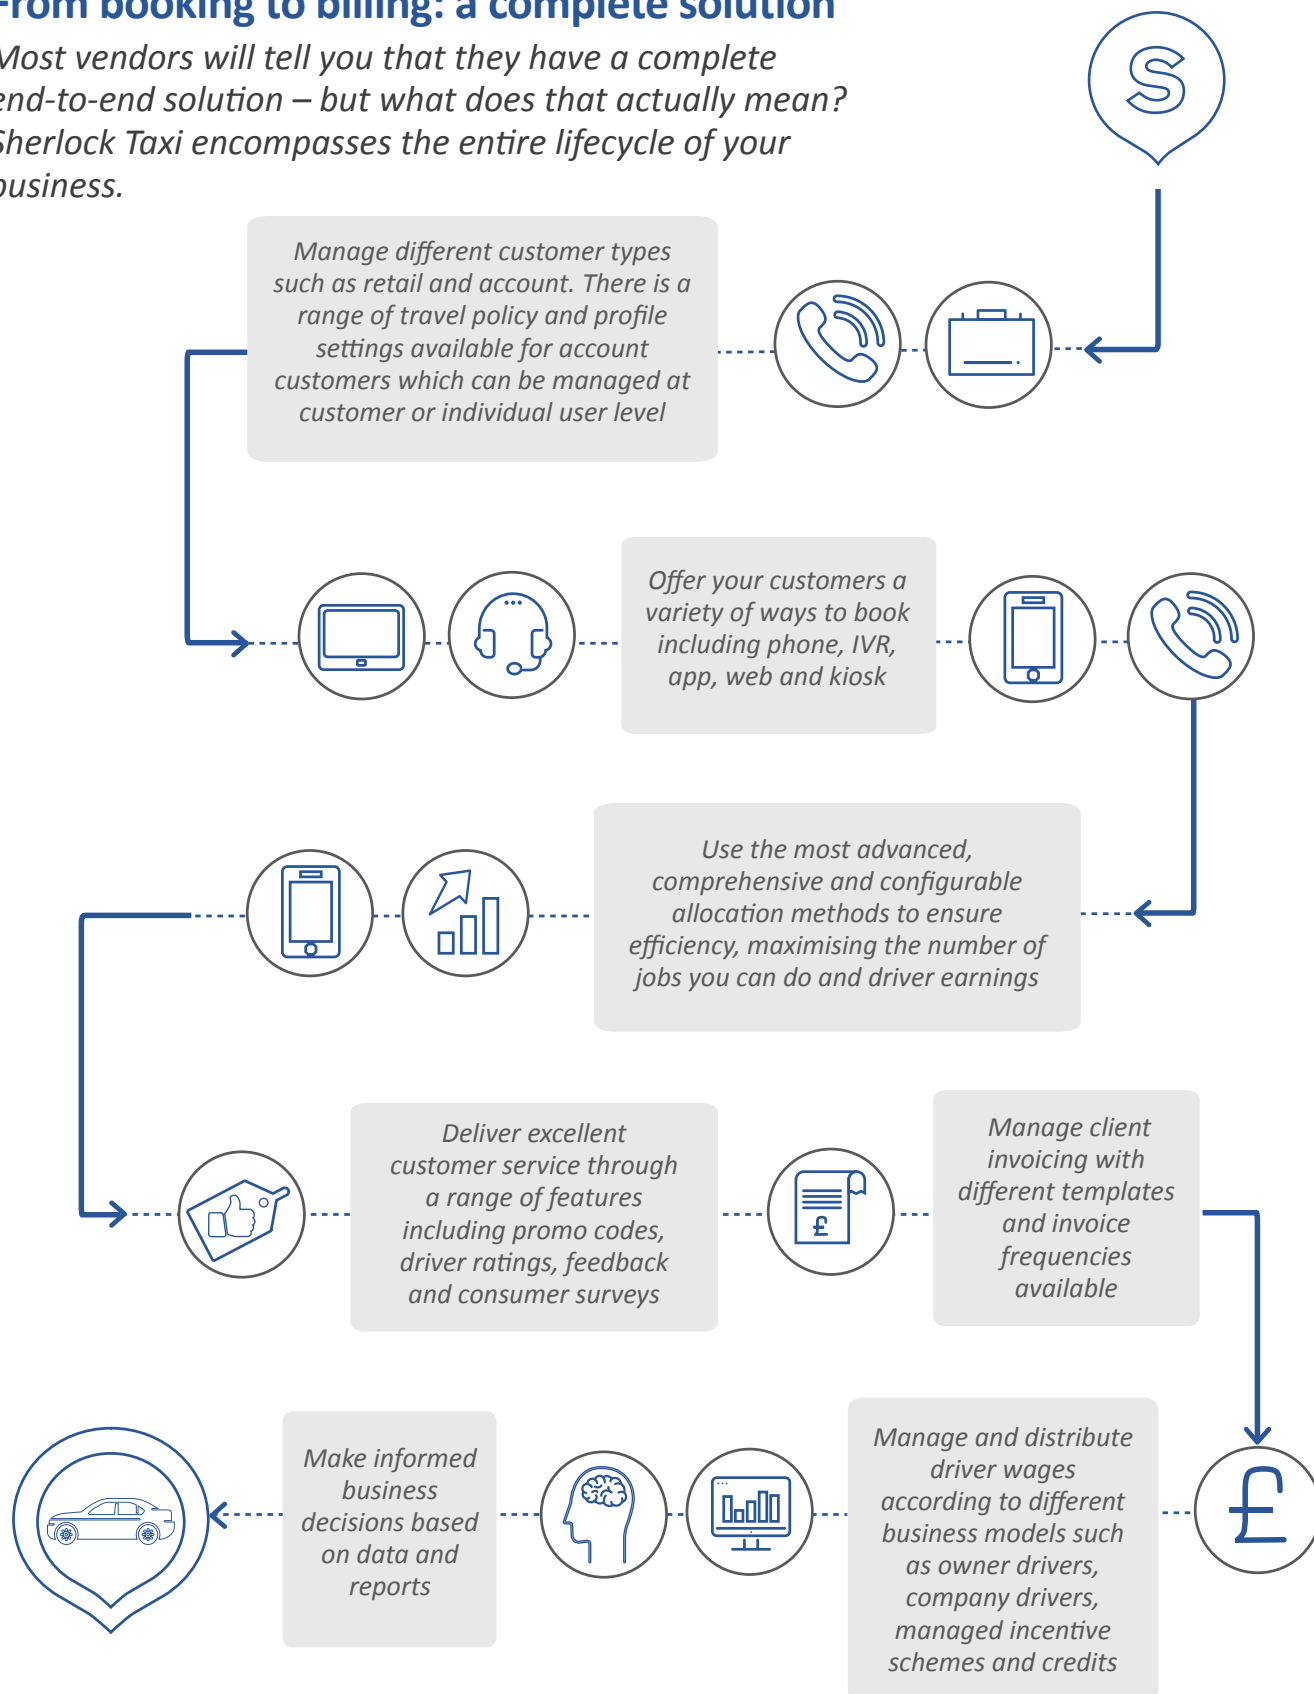 From booking to billing: a complete solution
Most vendors will tell you that they have a complete
end-to-end solution – but what does that actually mean?
Sherlock Taxi encompasses the entire lifecycle of your
business.
S
Manage different customer types
such as retail and account. There is a
range of travel policy and profile
settings available for account
customers which can be managed at
customer or individual user level
Offer your customers a
variety of ways to book
including phone, IVR,
app, web and kiosk
Use the most advanced,
comprehensive and configurable
allocation methods to ensure
efficiency, maximising the number of
jobs you can do and driver earnings
Deliver excellent
customer service through
a range of features
including promo codes,
driver ratings, feedback
and consumer surveys
£
Manage client
invoicing with
different templates
and invoice
frequencies
available
Make informed
business
decisions based
on data and
reports
Manage and distribute
driver wages
according to different
business models such
as owner drivers,
company drivers,
managed incentive
schemes and credits
£